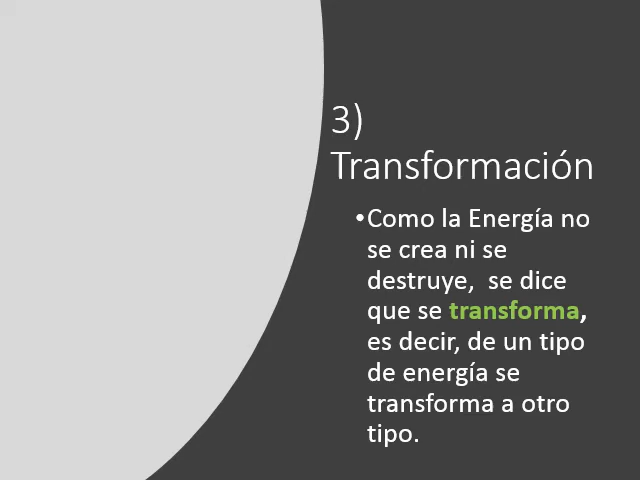 3)
Transformación
•Como la Energía no
se crea ni se
destruye,  se dice
que se transforma,
es decir, de un tipo
de energía se
transforma a otro
tipo.